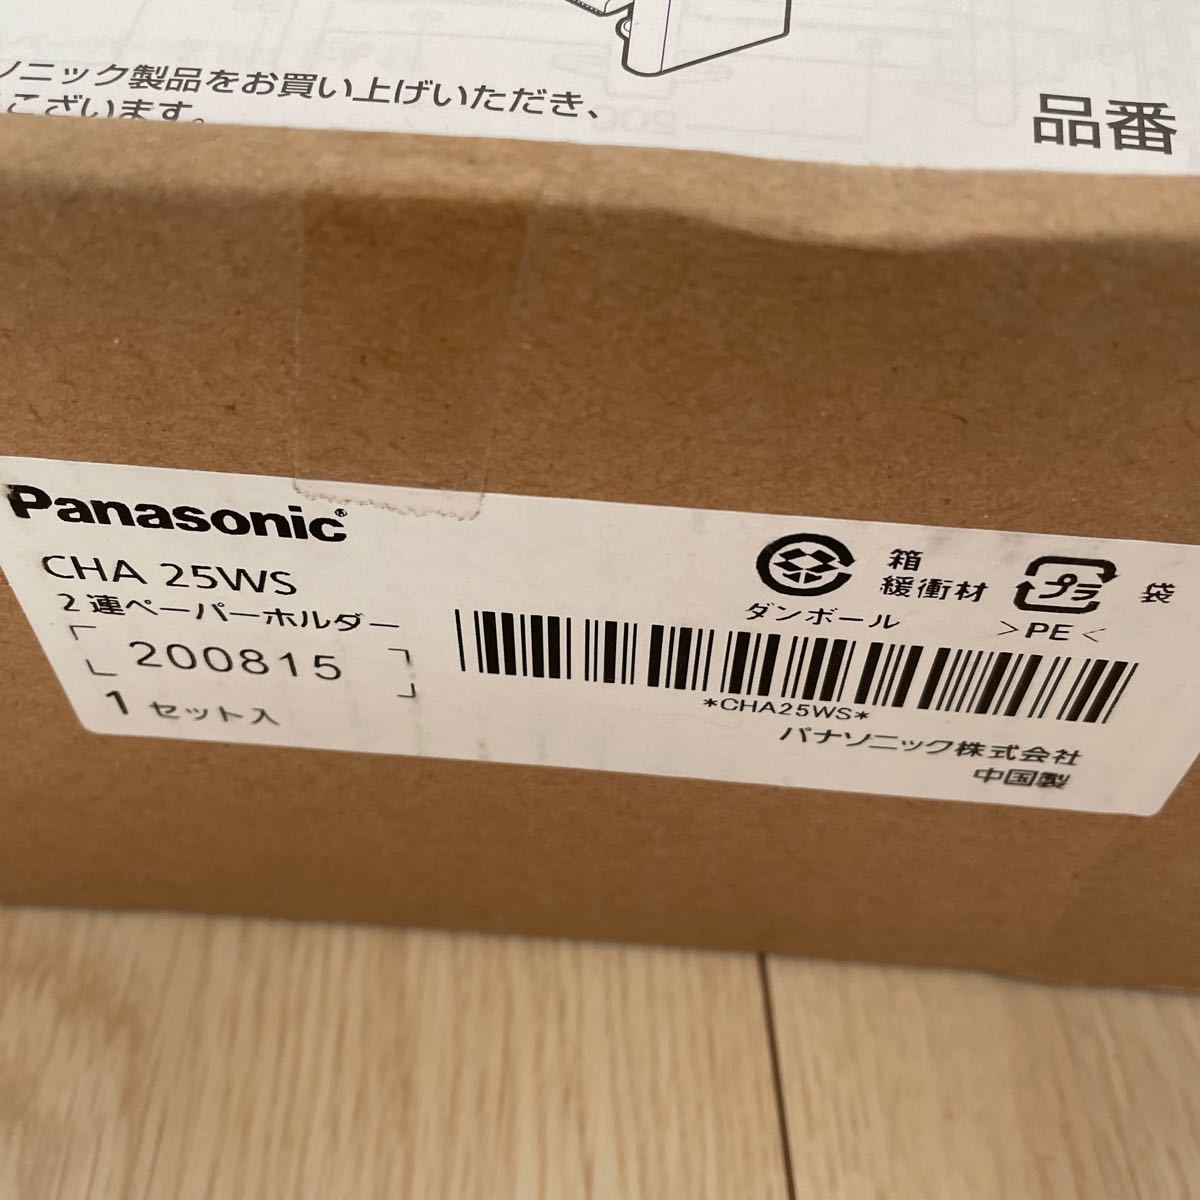 ソニック製品をお買い上げいただき、
ございます。
品番
Panasonic®
CHA 25WS
2連ペーパーホルダー
200815
1 セット入
ダンボール
箱
緩衝材
プラ
>PE<
袋
*CHA25WS*
パナソニック株式会社
中国製